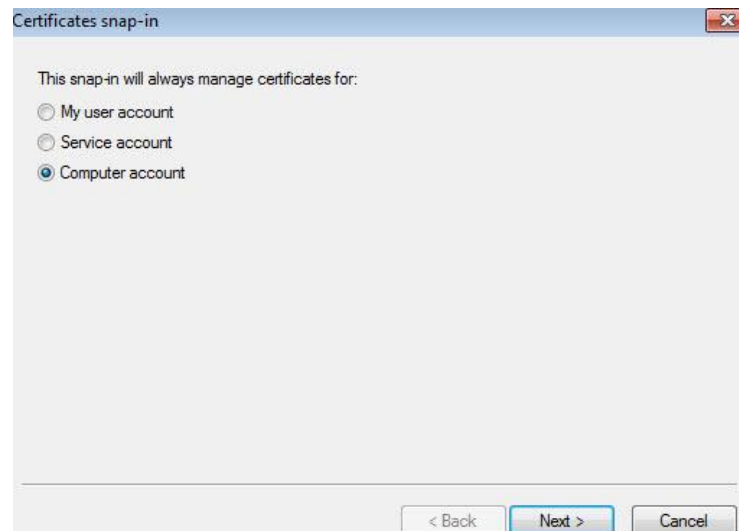 Certificates snap-in
This snap-in will always manage certificates for:
My user account
Service account
Computer account
< Back Next > Cancel